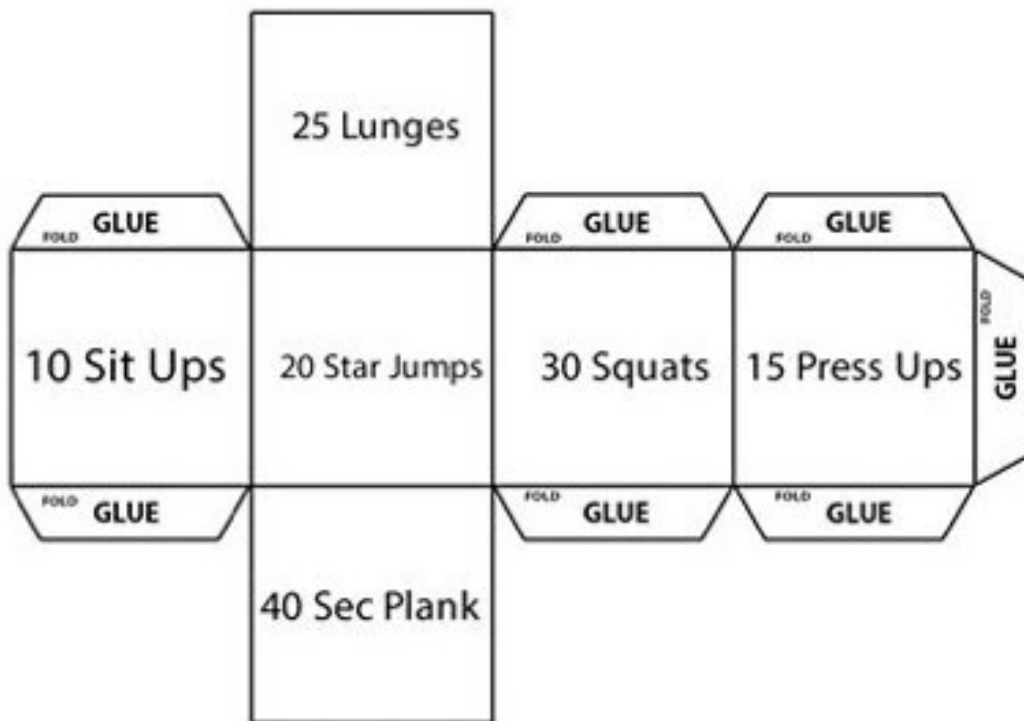 25 Lunges
GLUE
FOLD
GLUE
FOLD
GLUE
FOLD
10 Sit Ups
20 Star Jumps
30 Squats
15 Press Ups
FOLD
GLUE
FOLD
GLUE
FOLD
GLUE
FOLD
GLUE
40 Sec Plank